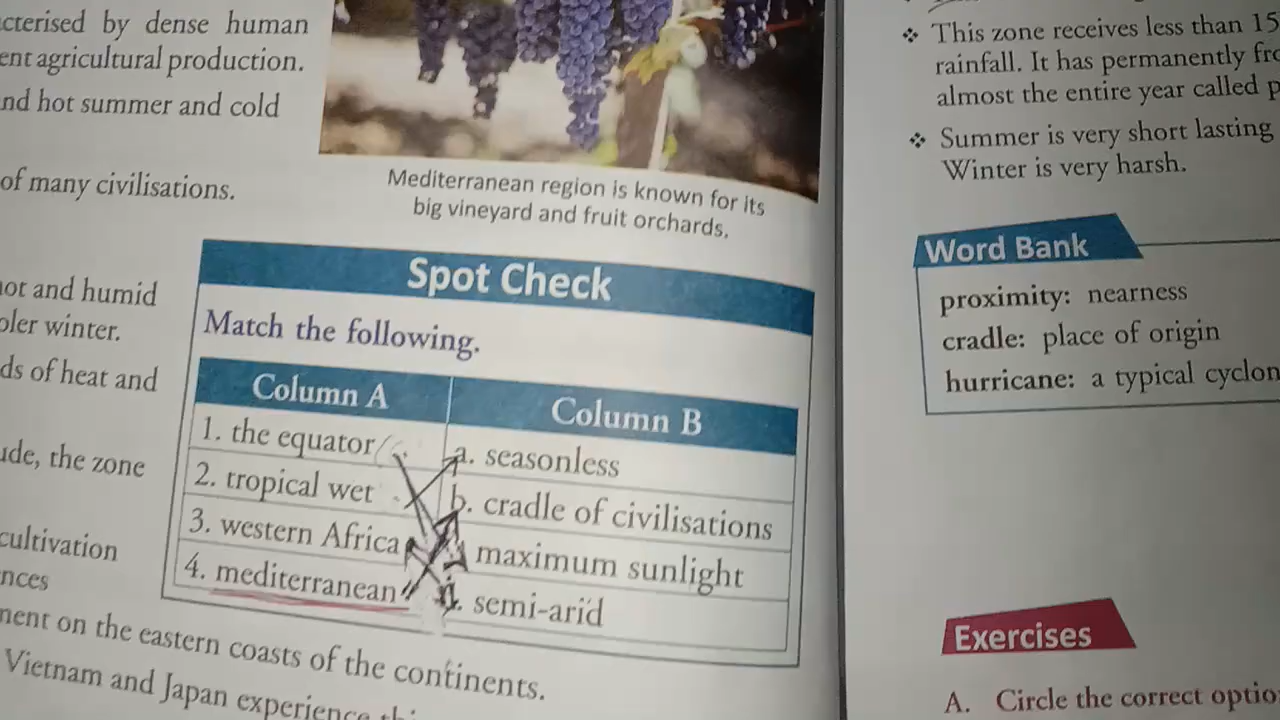 cterised by dense human
ent agricultural production.
nd hot summer and cold
of many civilisations.
ot and humid
oler winter.
ds of heat and
ude, the zone
cultivation
nces
ment on the eastern coasts of the continents.
Vietnam and Japan experience thi
Mediterranean region is known for its
big vineyard and fruit orchards.
Spot Check
Match the following.
Column A
Column B
1. the equator
a. seasonless
2. tropical wet
b. cradle of civilisations
3. western Africa
maximum sunlight
4. mediterranean
d. semi-arid
This zone receives less than 15
rainfall. It has permanently fro
almost the entire year called p
Summer is very short lasting
Winter is very harsh.
Word Bank
proximity: nearness
cradle: place of origin
hurricane: a typical cyclon
Exercises
A. Circle the correct optio